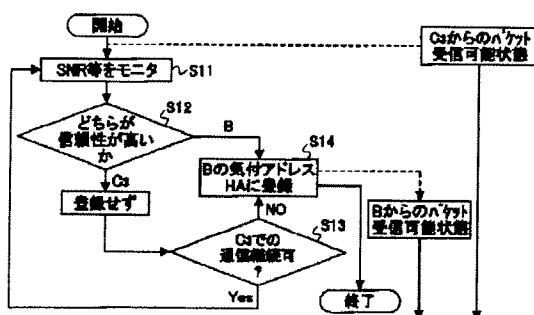 開始
Csからのパケット
受信可能状態
SNR等をモニタ
S11
S12
どちらが
信頼性が高い
か
B
S14
Bの気付アドレス
HAに登録
Cs
登録せず
NO
S13
Bからのパケット
受信可能状態
Csでの
通信継続可
?
Yes
終了